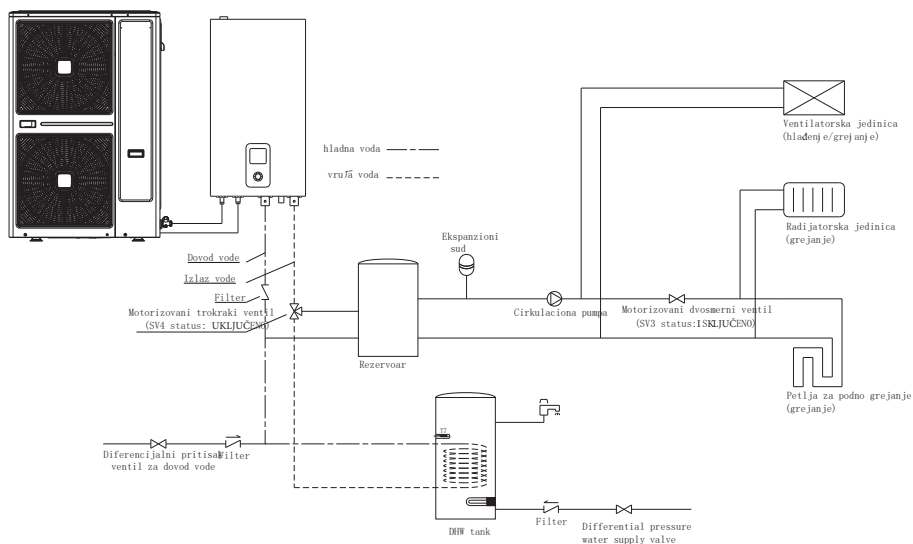 hladna voda
vruľa voda
Ventilatorska jedinica
(hlađenje/grejanje)
Radijatorska jedinica
(grejanje)
Ekspanzioni
sud
Dovod vode
Izlaz vode
Filter
Motorizovani trokraki ventil
(SV4 status: UKLJUČENO)
Cirkulaciona pumpa
Motorizovani dvosmerni ventil
(SV3 status:ISKLJUČENO)
Rezervoar
Petlja za podno grejanje
(grejanje)
T7
Diferencijalni pritisak
ventil za dovod vode
Filter
DHW tank
Filter
Differential pressure
water supply valve